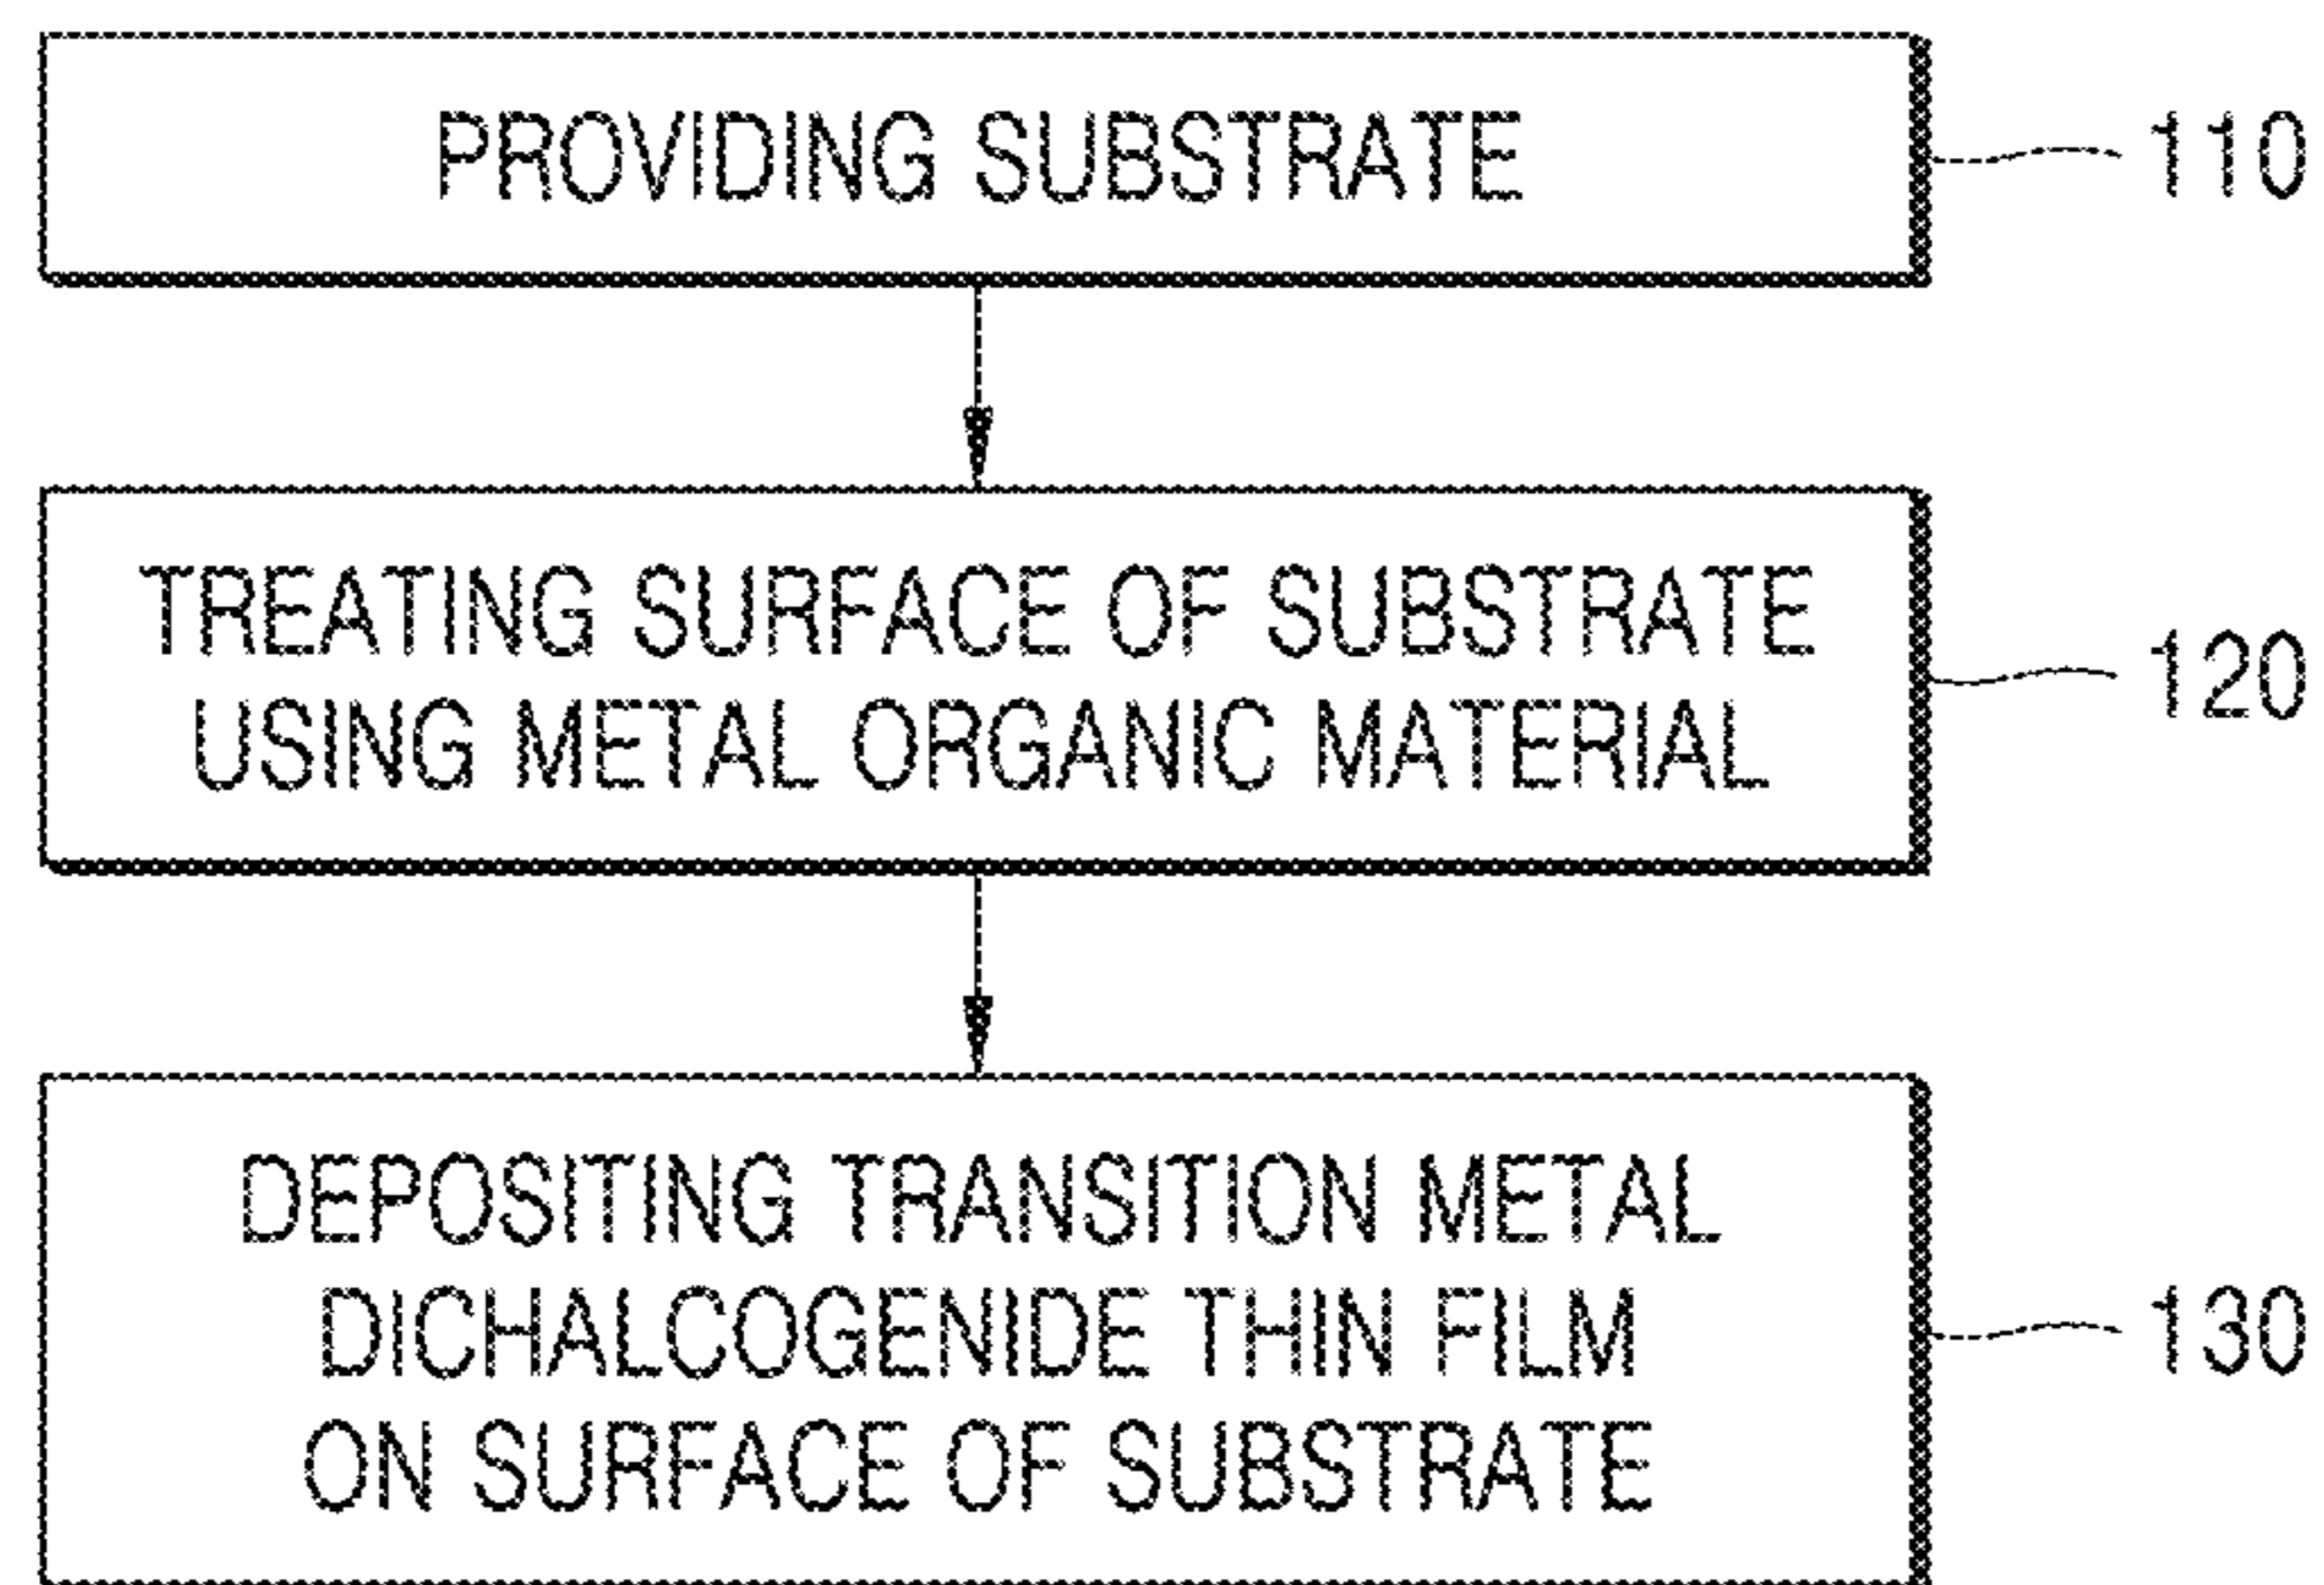 PROVIDING SUBSTRATE
110
TREATING SURFACE OF SUBSTRATE
USING METAL ORGANIC MATERIAL
120
DEPOSITING TRANSITION METAL
DICHALCOGENIDE THIN FILM
ON SURFACE OF SUBSTRATE
130